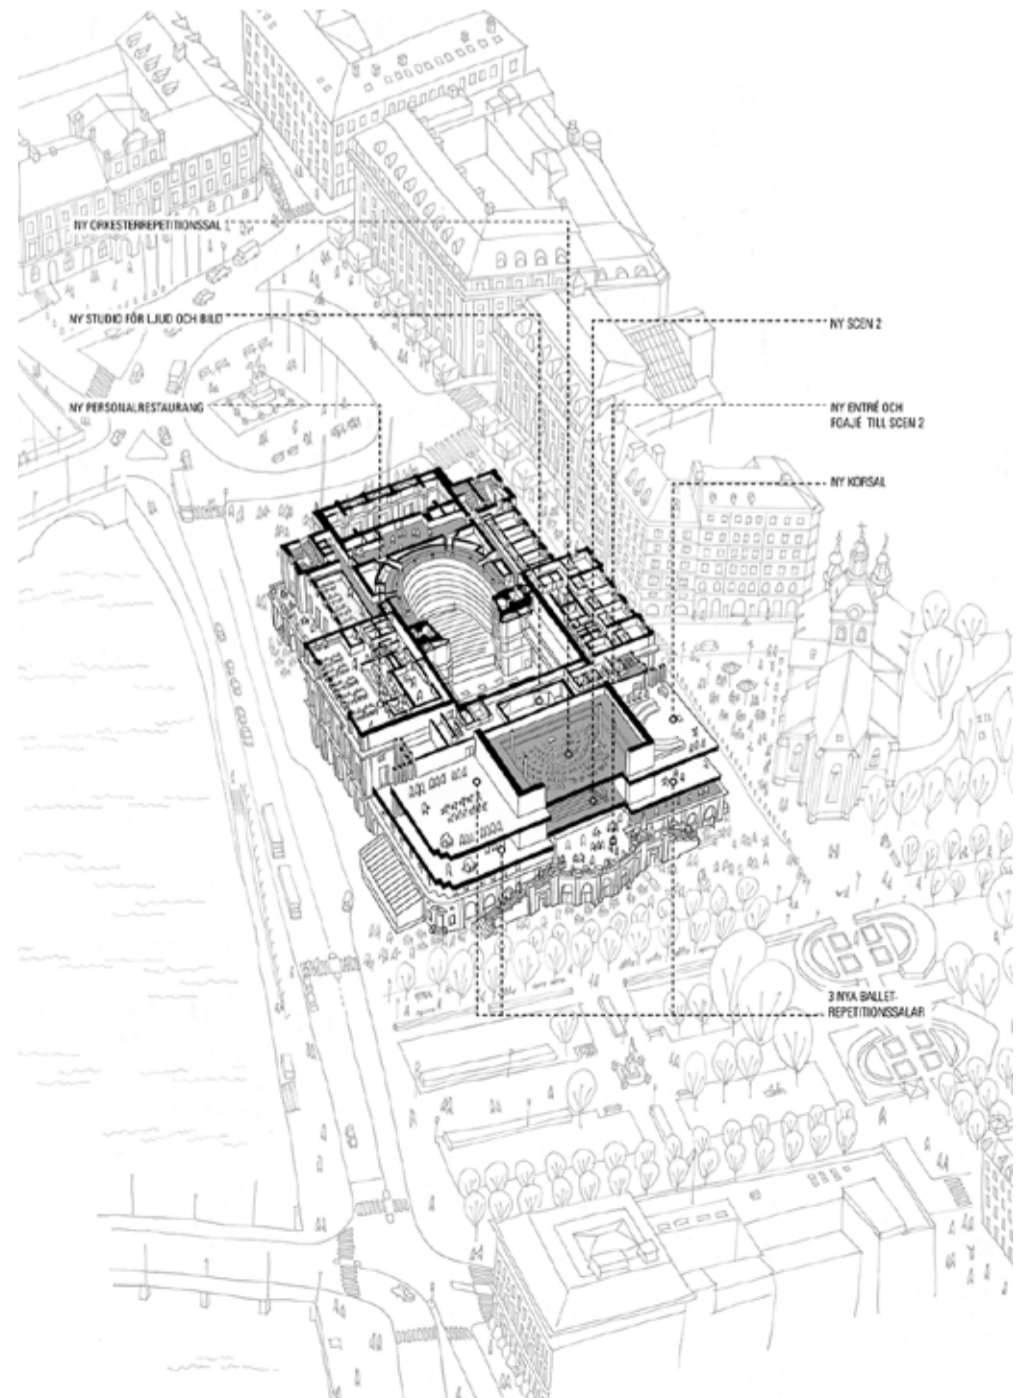 NY ORKESTERREPETITIONSSAL
NY STUDIO FÖR LJUD OCH BILD
NY PERSONALRESTAURANG
NY SCEN 2
NY ENTRÉ OCH
FOAJÉ TILL SCEN 2
NY KÖRSAL
3 NYA BALLET-
REPETITIONSSALAR